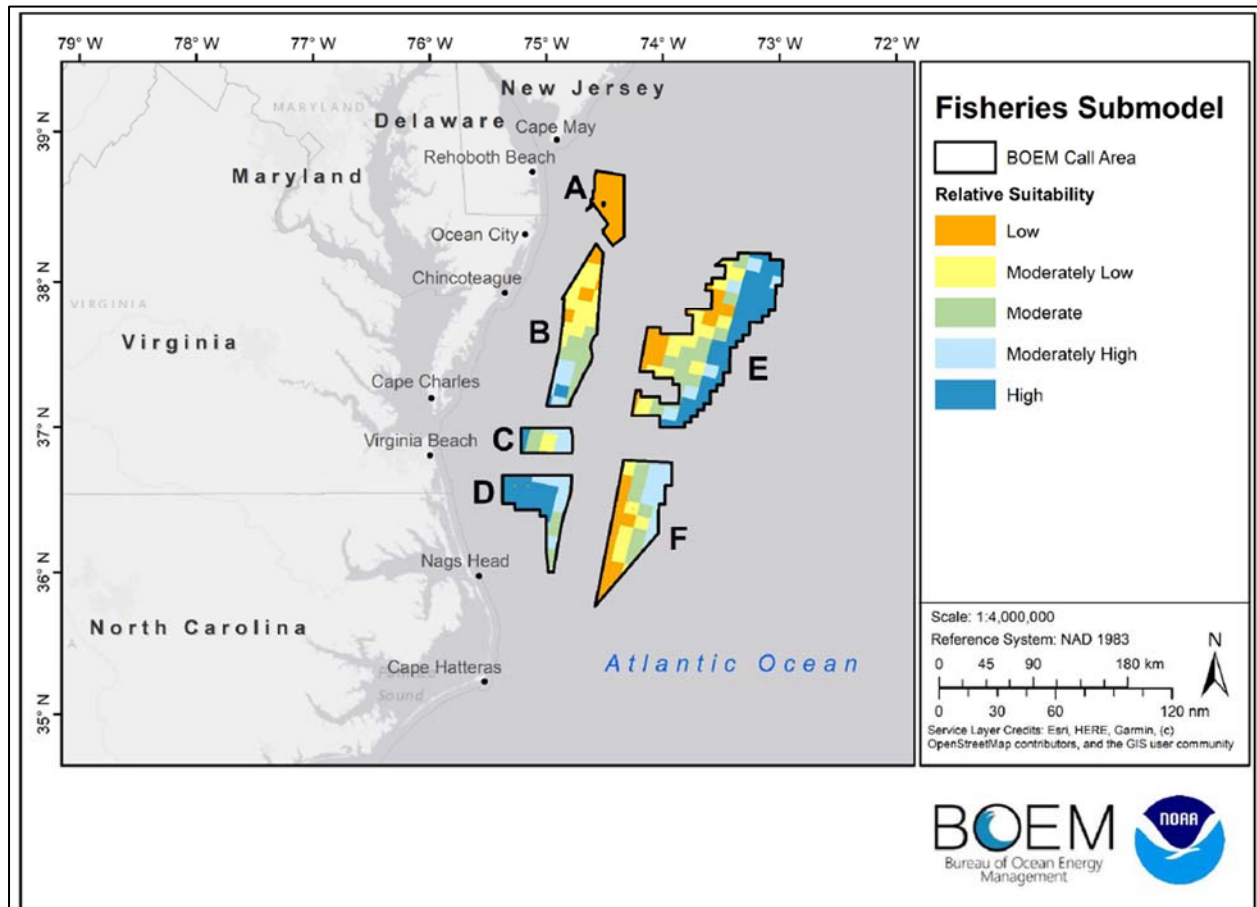 79° W 78° W 77° W 76° W 75° W 74° W 73° W 72° W
39° N
38° N
37° N
36° N
35° N
New Jersey
MARYLAND
Delaware
Cape May
Rehoboth Beach
Maryland
A
Ocean City
Chincoteague
VIRGINIA
Virginia
B
E
Cape Charles
C
Virginia Beach
D
F
Nags Head
North Carolina
Cape Hatteras
Sound
Atlantic Ocean
Fisheries Submodel
BOEM Call Area
Relative Suitability
Low
Moderately Low
Moderate
Moderately High
High
Scale: 1:4,000,000
Reference System: NAD 1983
N
0 45 90 180 km
0 30 60 120 nm
Service Layer Credits: Esri, HERE, Garmin, (c)
OpenStreetMap contributors, and the GIS user community
BOEM
Bureau of Ocean Energy
Management
NOAA